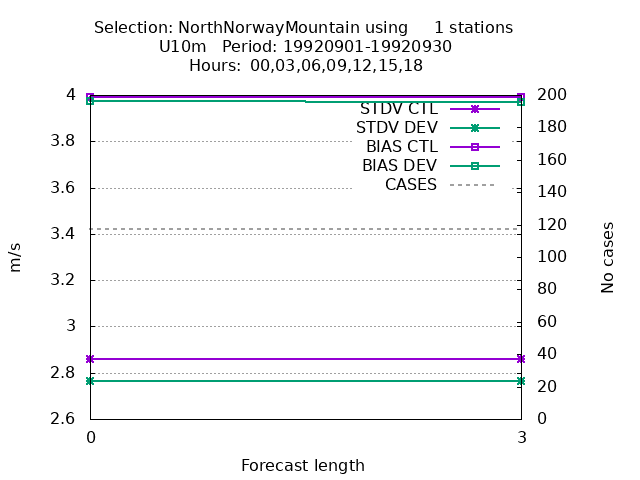 Selection: NorthNorwayMountain using     1 stations
U10m   Period: 19920901-19920930
Hours:  00,03,06,09,12,15,18
4
3.8
3.6
3.4
3.2
3
2.8
2.6
m/s
STDV CTL
STDV DEV
BIAS CTL
BIAS DEV
CASES
200
180
160
140
120
100
80
60
40
20
0
No cases
0
3
Forecast length